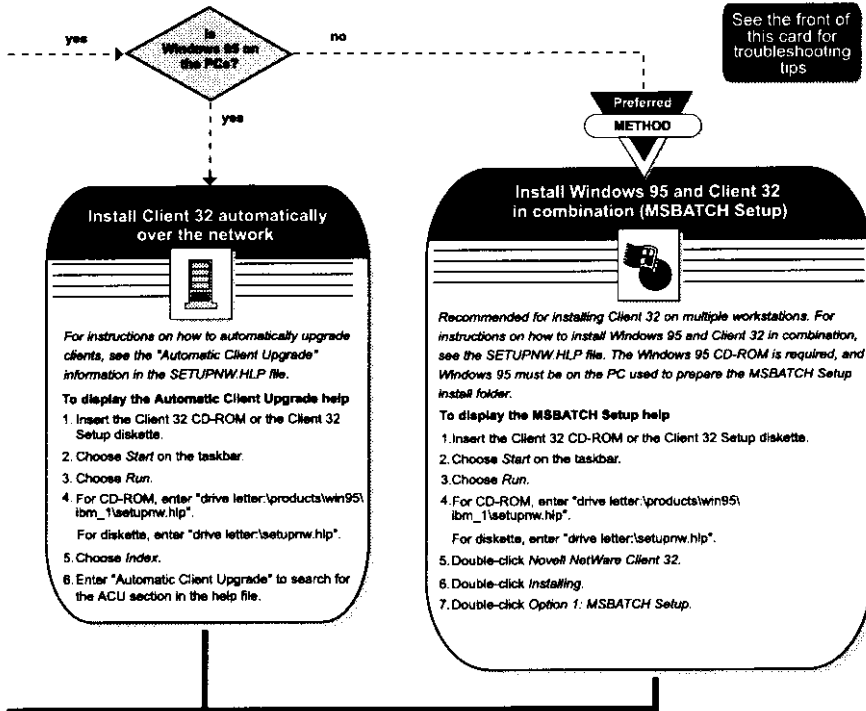 yes
Is
Windows 95 on
the PCs?
no
See the front of
this card for
troubleshooting
tips
yes
Preferred
METHOD
Install Client 32 automatically
over the network
For instructions on how to automatically upgrade
clients, see the "Automatic Client Upgrade"
information in the SETUPNW.HLP file.
To display the Automatic Client Upgrade help
1. Insert the Client 32 CD-ROM or the Client 32
Setup diskette.
2. Choose Start on the taskbar.
3. Choose Run.
4. For CD-ROM, enter "drive letter:\products\win95\
ibm_1\setupnw.hlp".
For diskette, enter "drive letter:\setupnw.hlp".
5. Choose Index.
6. Enter "Automatic Client Upgrade" to search for
the ACU section in the help file.
Install Windows 95 and Client 32
in combination (MSBATCH Setup)
Recommended for installing Client 32 on multiple workstations. For
instructions on how to install Windows 95 and Client 32 in combination,
see the SETUPNW.HLP file. The Windows 95 CD-ROM is required, and
Windows 95 must be on the PC used to prepare the MSBATCH Setup
install folder.
To display the MSBATCH Setup help
1. Insert the Client 32 CD-ROM or the Client 32 Setup diskette.
2. Choose Start on the taskbar.
3. Choose Run.
4. For CD-ROM, enter "drive letter:\products\win95\
ibm_1\setupnw.hlp".
For diskette, enter "drive letter:\setupnw.hlp".
5. Double-click Novell NetWare Client 32.
6. Double-click Installing.
7. Double-click Option 1: MSBATCH Setup.